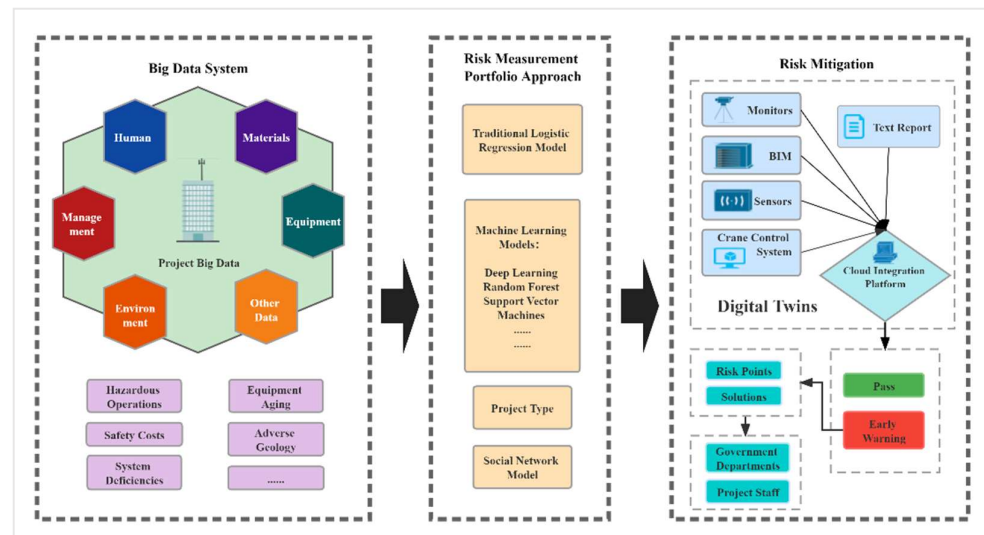 Big Data System
Human
Materials
Manage
ment
Equipment
Project Big Data
Environ
ment
Other
Data
Hazardous
Operations
Equipment
Aging
Safety Costs
Adverse
Geology
System
Deficiencies
......
Risk Measurement
Portfolio Approach
Traditional Logistic
Regression Model
Machine Learning
Models:
Deep Learning
Random Forest
Support Vector
Machines
......
......
Project Type
Social Network
Model
Risk Mitigation
Monitors
Text Report
BIM
Sensors
Crane Control
System
Cloud Integration
Platform
Digital Twins
Risk Points
Solutions
Pass
Early
Warning
Government
Departments
Project Staff